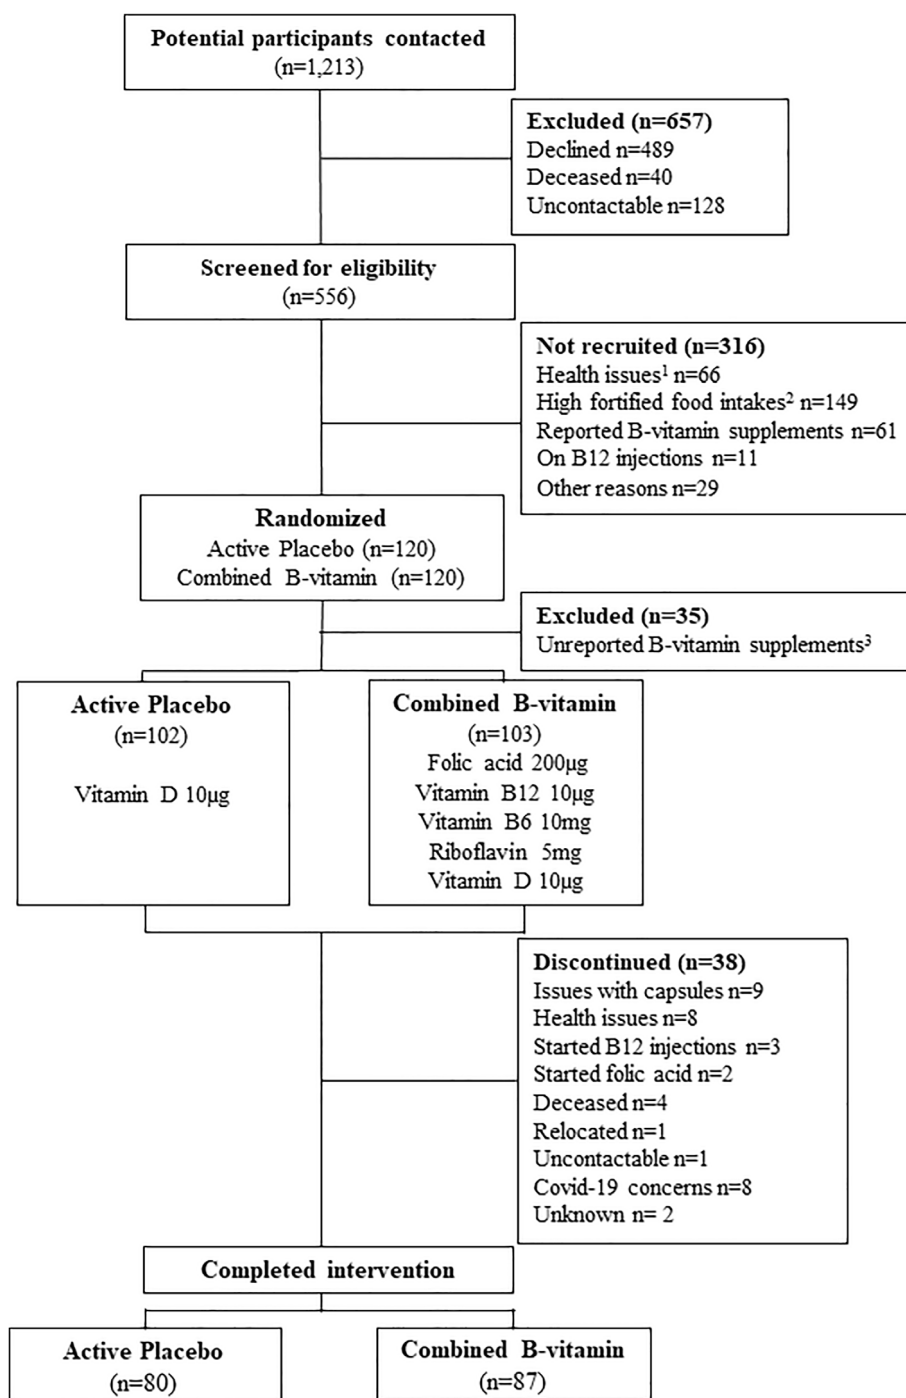 Potential participants contacted
(n=1,213)
Excluded (n=657)
Declined n=489
Deceased n=40
Uncontactable n=128
Screened for eligibility
(n=556)
Not recruited (n=316)
Health issues¹ n=66
High fortified food intakes² n=149
Reported B-vitamin supplements n=61
On B12 injections n=11
Other reasons n=29
Randomized
Active Placebo (n=120)
Combined B-vitamin (n=120)
Excluded (n=35)
Unreported B-vitamin supplements³
Active Placebo
(n=102)
Vitamin D 10µg
Combined B-vitamin
(n=103)
Folic acid 200µg
Vitamin B12 10µg
Vitamin B6 10mg
Riboflavin 5mg
Vitamin D 10µg
Discontinued (n=38)
Issues with capsules n=9
Health issues n=8
Started B12 injections n=3
Started folic acid n=2
Deceased n=4
Relocated n=1
Uncontactable n=1
Covid-19 concerns n=8
Unknown n= 2
Completed intervention
Active Placebo
(n=80)
Combined B-vitamin
(n=87)